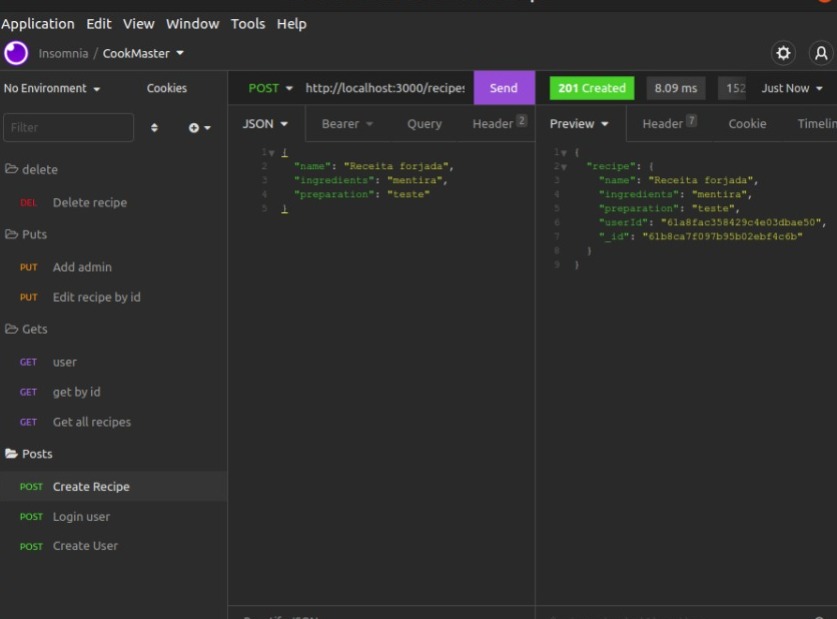 Application Edit View Window Tools Help
Insomnia / CookMaster
No Environment
Cookies
Filter
delete
DEL Delete recipe
Puts
PUT Add admin
PUT Edit recipe by id
Gets
GET user
GET get by id
GET Get all recipes
Posts
POST Create Recipe
POST Login user
POST Create User
POST http://localhost:3000/recipes Send
JSON Bearer Query Header 2
1 {
2 "name": "Receita forjada",
3 "ingredients": "mentira",
4 "preparation": "teste"
5 }
201 Created 8.09 ms 152 Just Now
Preview Header 7 Cookie Timelin
1 {
2 "recipe": {
3 "name": "Receita forjada",
4 "ingredients": "mentira",
5 "preparation": "teste",
6 "userId": "61a8fac358429c4e03dbae50",
7 "_id": "61b8ca7f097b95b02ebf4c6b"
8 }
9 }